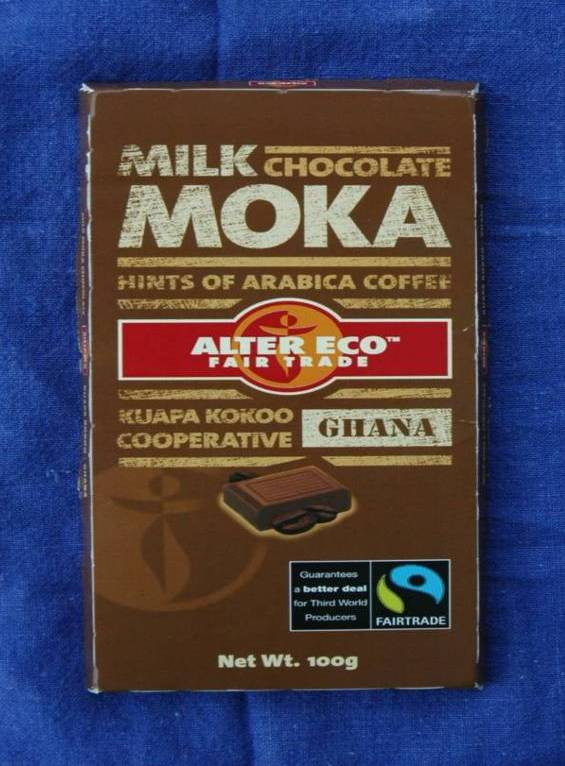 MILK CHOCOLATE
MOKA
HINTS OF ARABICA COFFEE
ALTER ECO™
FAIR TRADE
KUAPA KOKOO
COOPERATIVE
GHANA
Guarantees
a better deal
for Third World
Producers
FAIRTRADE
Net Wt. 100g